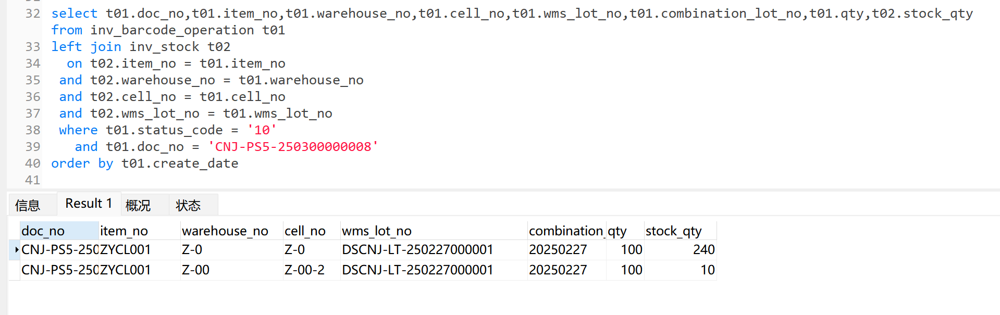 32 select t01.doc_no,t01.item_no,t01.warehouse_no,t01.cell_no,t01.wms_lot_no,t01.combination_lot_no,t01.qty,t02.stock_qty
from inv_barcode_operation t01
33 left join inv_stock t02
34 on t02.item_no = t01.item_no
35 and t02.warehouse_no = t01.warehouse_no
36 and t02.cell_no = t01.cell_no
37 and t02.wms_lot_no = t01.wms_lot_no
38 where t01.status_code = '10'
39 and t01.doc_no = 'CNJ-PS5-250300000008'
40 order by t01.create_date
41
信息 Result 1 概况 状态
doc_no item_no warehouse_no cell_no wms_lot_no combination_ qty stock_qty
CNJ-PS5-250 ZYCL001 Z-0 Z-0 DSCNJ-LT-250227000001 20250227 100 240
CNJ-PS5-250 ZYCL001 Z-00 Z-00-2 DSCNJ-LT-250227000001 20250227 100 10